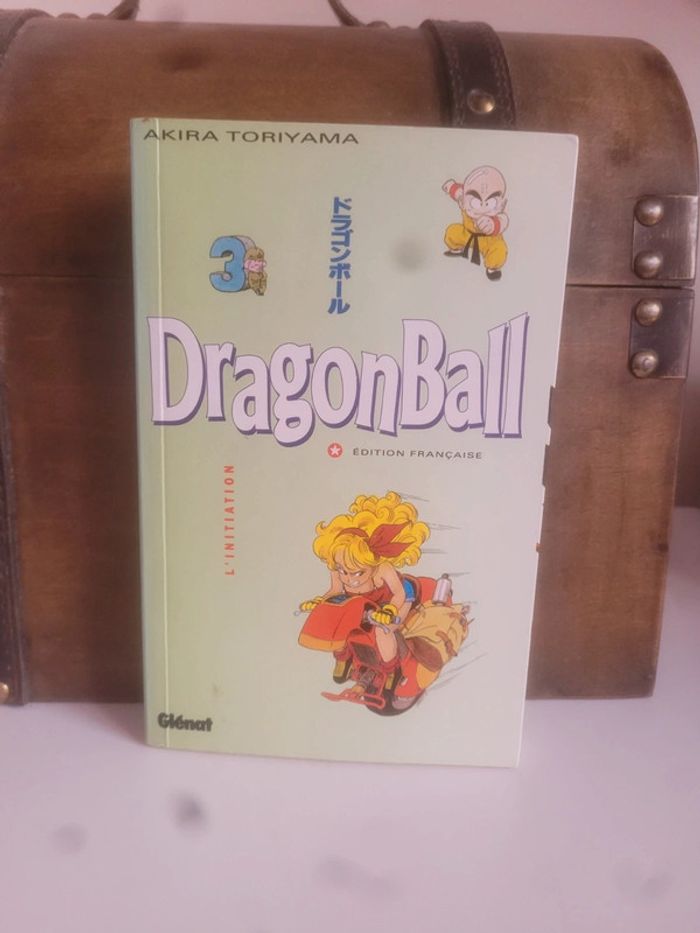 AKIRA TORIYAMA
3
ドラゴンボール
DragonBall
ÉDITION FRANÇAISE
L'INITIATION
Glénat